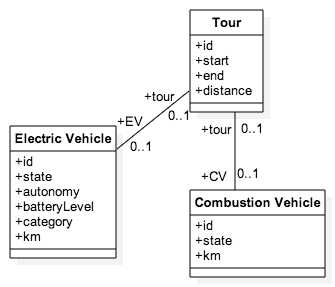 Tour
+id
+start
+end
+distance
+tour
0..1
+EV
0..1
Electric Vehicle
+id
+state
+autonomy
+batteryLevel
+category
+km
+tour
0..1
+CV
0..1
Combustion Vehicle
+id
+state
+km